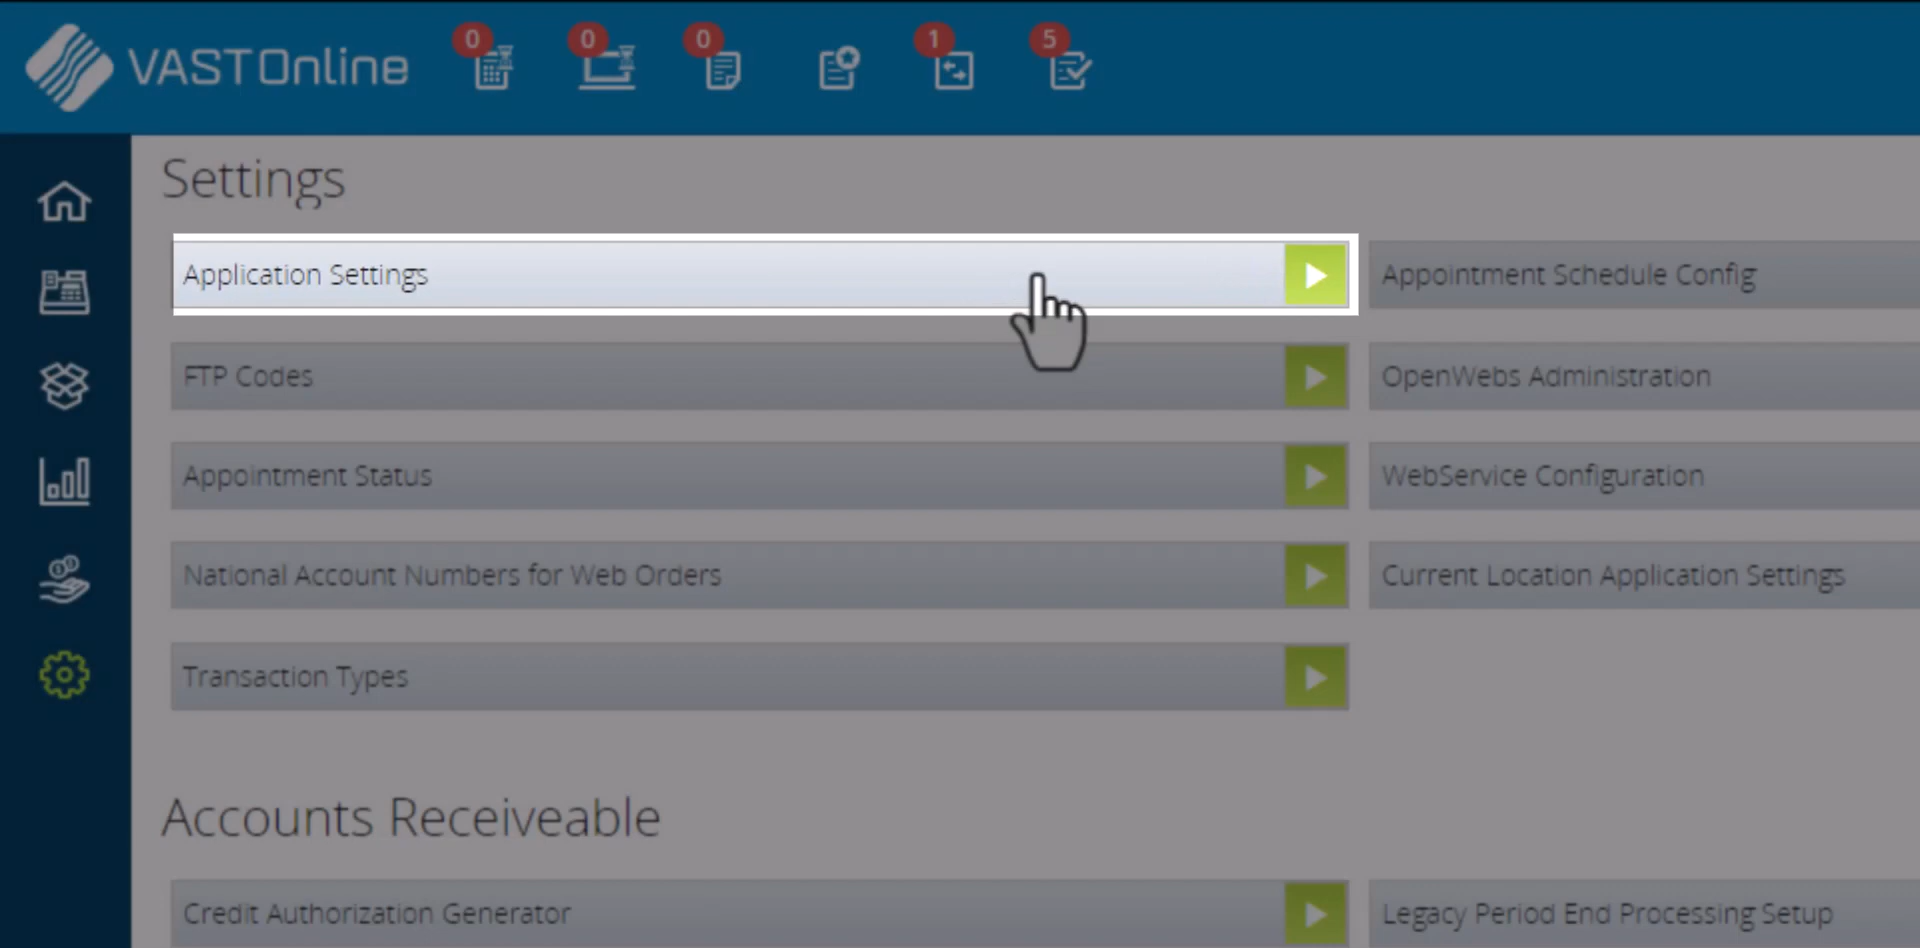 VASTOnline
0
0
0
1
5
Settings
Application Settings
Appointment Schedule Config
FTP Codes
OpenWebs Administration
Appointment Status
WebService Configuration
National Account Numbers for Web Orders
Current Location Application Settings
Transaction Types
Accounts Receiveable
Credit Authorization Generator
Legacy Period End Processing Setup